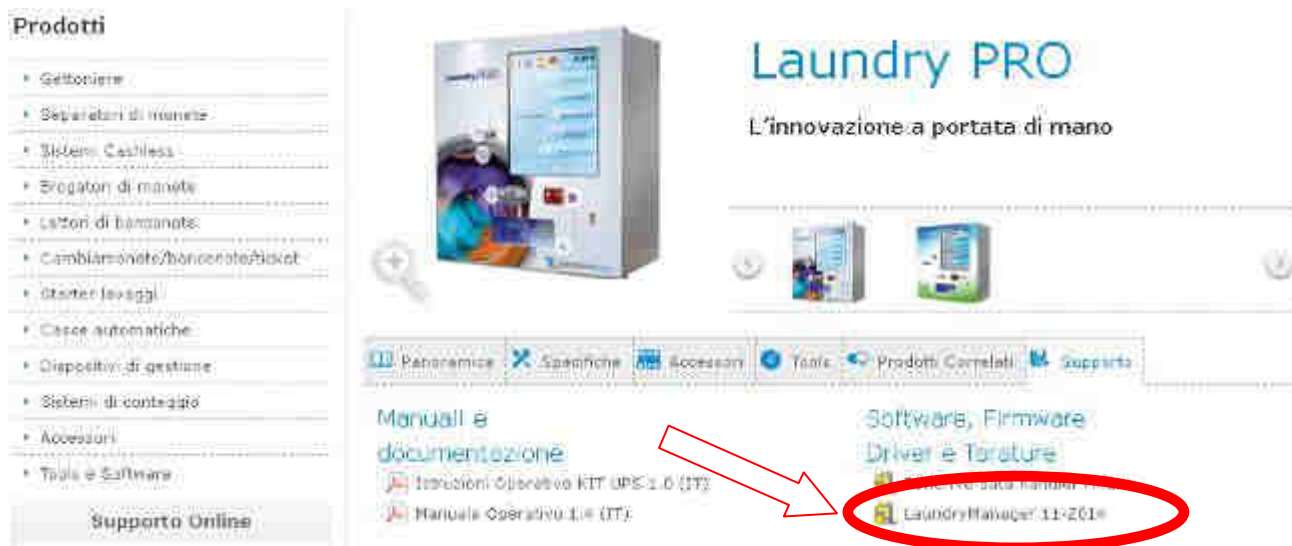 Prodotti
Gettoniere
Separatori di monete
Sistemi Cashless
Erogatori di monete
Lettori di banconote
Cambiamonete/banconote/ticket
Starter lavaggi
Casse automatiche
Dispositivi di gestione
Sistemi di conteggio
Accessori
Tools e Software
Supporto Online
Laundry PRO
L'innovazione a portata di mano
Panoramica
Specifiche
Accessori
Tools
Prodotti Correlati
Supporto
Manuali e
documentazione
Istruzioni Operative KIT UPS 1.0 (IT)
Manuale Operativo 1.4 (IT)
Software, Firmware
Driver e Tarature
LaundryManager 11-2014